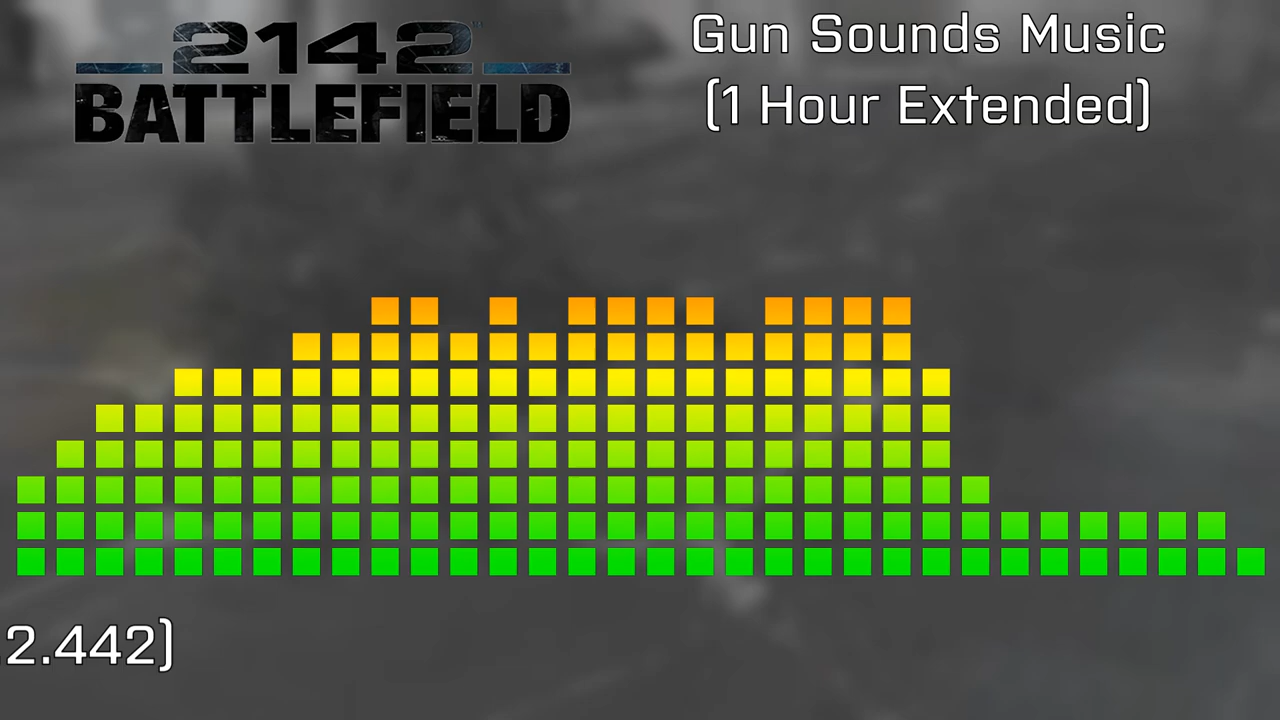 2142
BATTLEFIELD
Gun Sounds Music
(1 Hour Extended)
2.442)